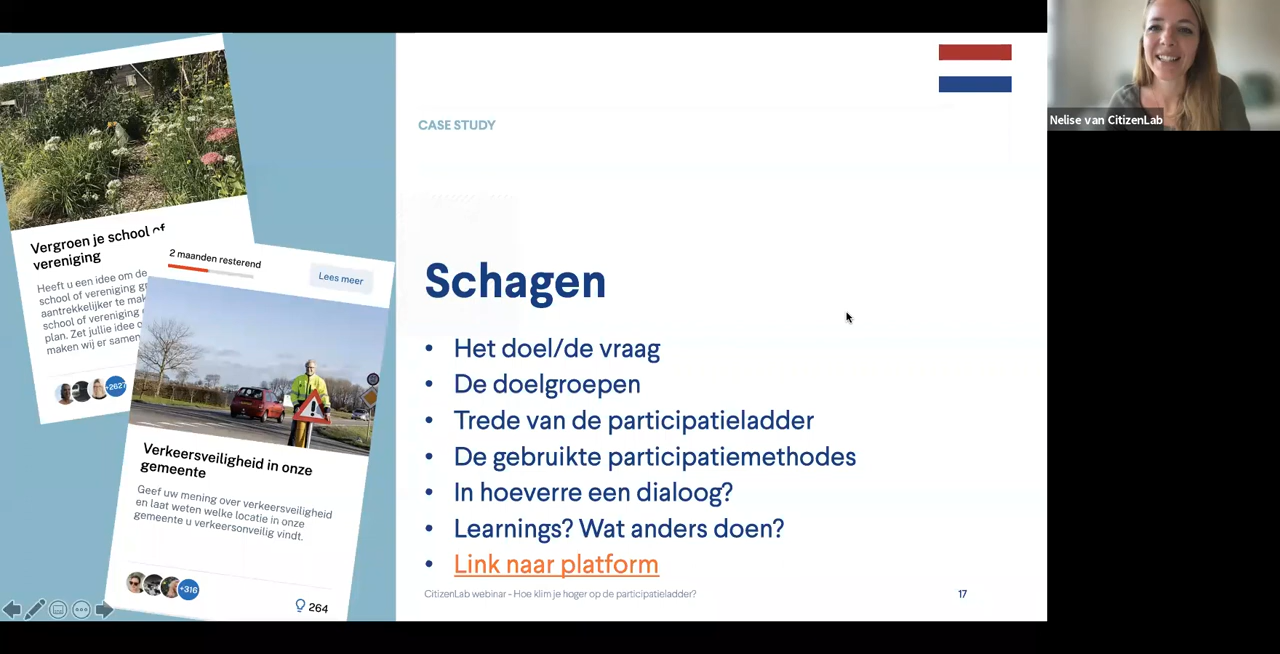 Vergroen je school of
vereniging
Heeft u een idee om de
school of vereniging
aantrekkelijker te
school of vereniging
plan. Zet jullie idee
maken wij er samen
+2627
2 maanden resterend
Lees meer
Verkeersveiligheid in onze
gemeente
Geef uw mening over verkeersveiligheid
en laat weten welke locatie in onze
gemeente u verkeersonveilig vindt.
+316
264
CASE STUDY
Schagen
• Het doel/de vraag
• De doelgroepen
• Trede van de participatieladder
• De gebruikte participatiemethodes
• In hoeverre een dialoog?
• Learnings? Wat anders doen?
• Link naar platform
CitizenLab webinar - Hoe klim je hoger op de participatieladder?
17
Nelise van CitizenLab